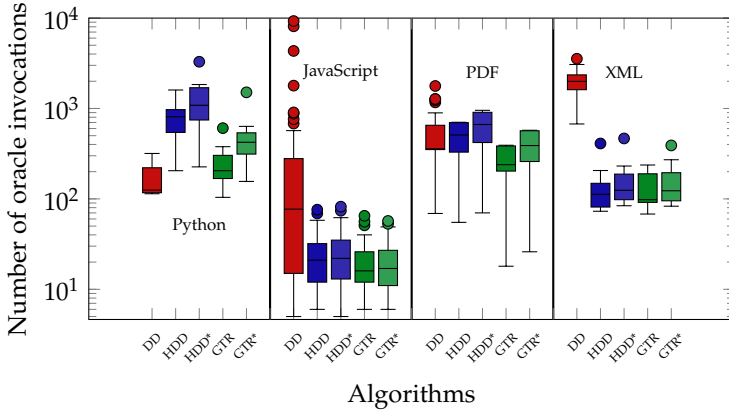 Number of oracle invocations
10^4
10^3
10^2
10^1
Python
JavaScript
PDF
XML
DD HDD HDD* GTR GTR* DD HDD HDD* GTR GTR* DD HDD HDD* GTR GTR* DD HDD HDD* GTR GTR*
Algorithms